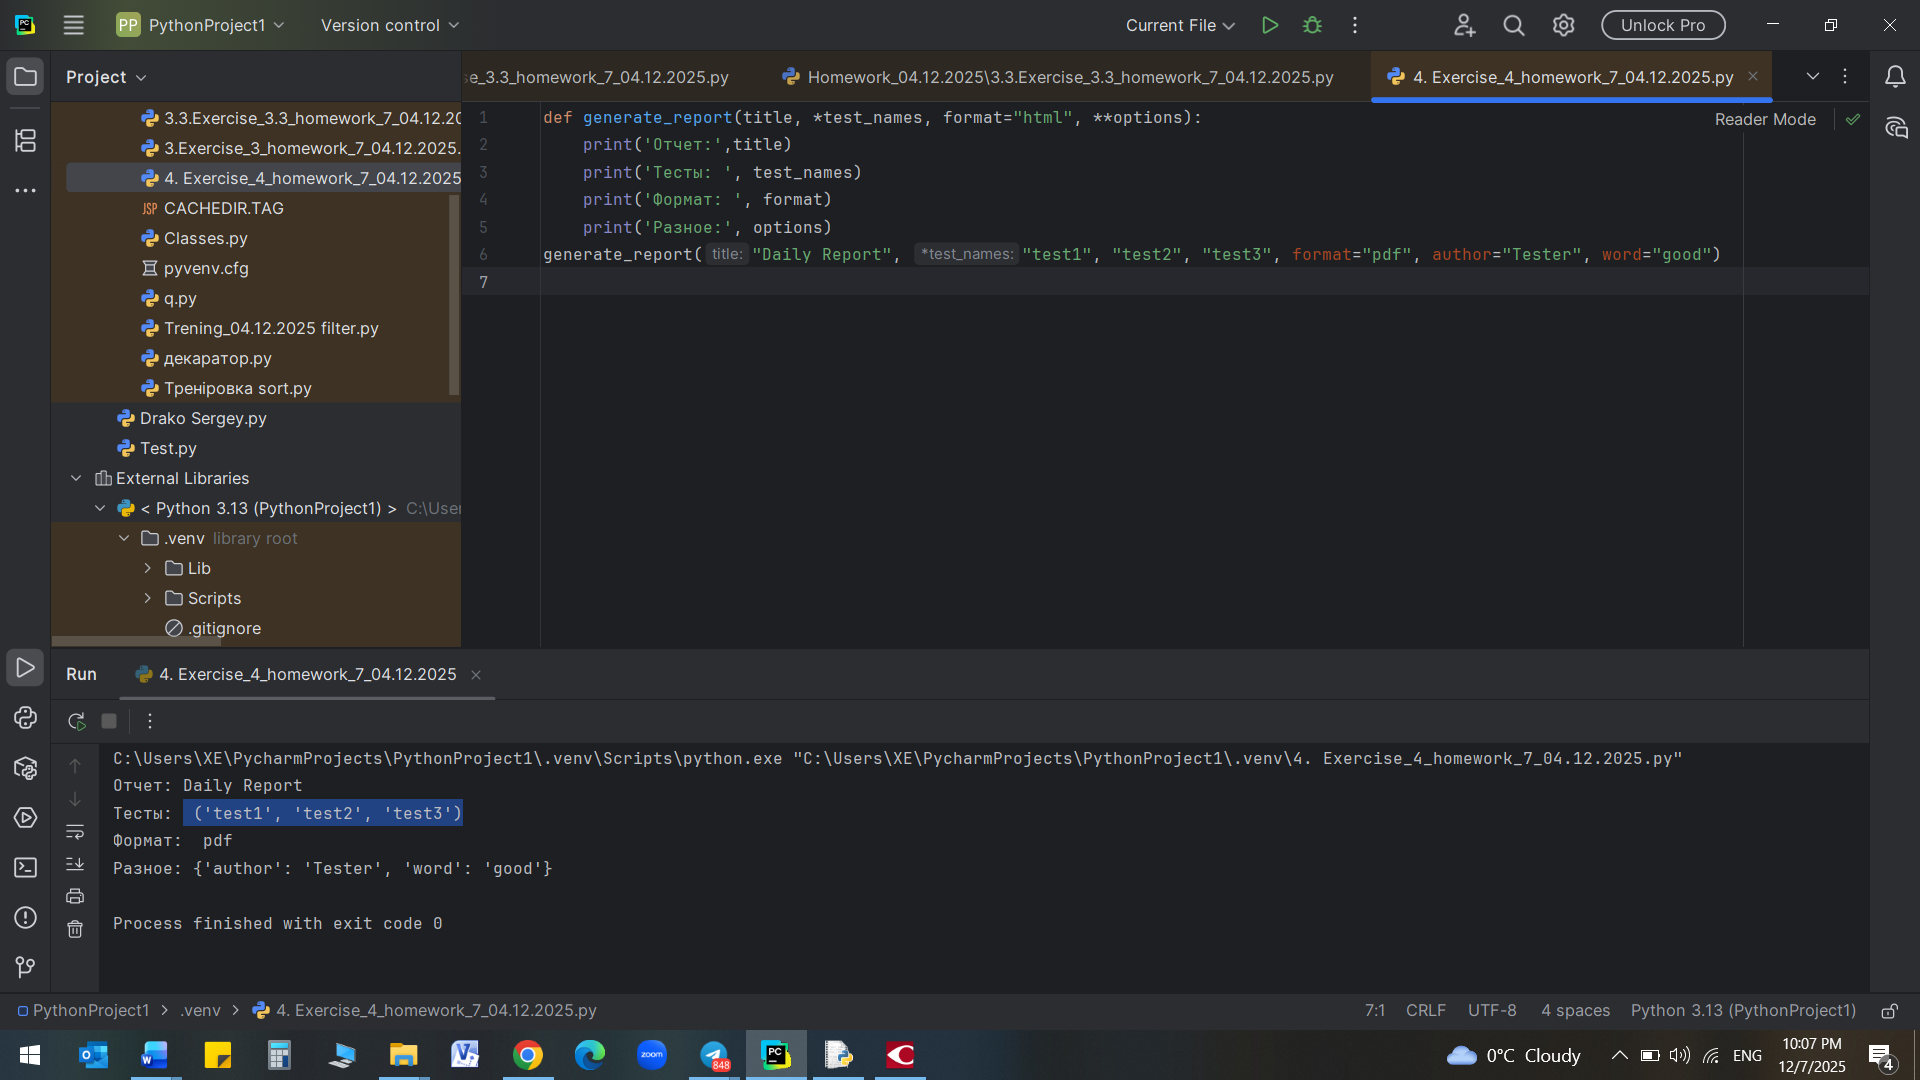 PC
PP PythonProject1
Version control
Current File
Unlock Pro
Project
se_3.3_homework_7_04.12.2025.py
Homework_04.12.2025\3.3.Exercise_3.3_homework_7_04.12.2025.py
4. Exercise_4_homework_7_04.12.2025.py
3.3.Exercise_3.3_homework_7_04.12.20
3.Exercise_3_homework_7_04.12.2025.
4. Exercise_4_homework_7_04.12.2025
JSP CACHEDIR.TAG
Classes.py
pyvenv.cfg
q.py
Trening_04.12.2025 filter.py
декаратор.py
Треніровка sort.py
Drako Sergey.py
Test.py
External Libraries
< Python 3.13 (PythonProject1) > C:\User
.venv library root
Lib
Scripts
.gitignore
Reader Mode
1 def generate_report(title, *test_names, format="html", **options):
2 print('Отчет:',title)
3 print('Тесты: ', test_names)
4 print('Формат: ', format)
5 print('Разное:', options)
6 generate_report( title: "Daily Report", *test_names: "test1", "test2", "test3", format="pdf", author="Tester", word="good")
7
Run
4. Exercise_4_homework_7_04.12.2025
C:\Users\XE\PycharmProjects\PythonProject1\.venv\Scripts\python.exe "C:\Users\XE\PycharmProjects\PythonProject1\.venv\4. Exercise_4_homework_7_04.12.2025.py"
Отчет: Daily Report
Тесты:  ('test1', 'test2', 'test3')
Формат:  pdf
Разное: {'author': 'Tester', 'word': 'good'}
Process finished with exit code 0
PythonProject1 > .venv > 4. Exercise_4_homework_7_04.12.2025.py
7:1 CRLF UTF-8 4 spaces Python 3.13 (PythonProject1)
zoom
848
PC
0°C Cloudy
ENG
10:07 PM
12/7/2025
4